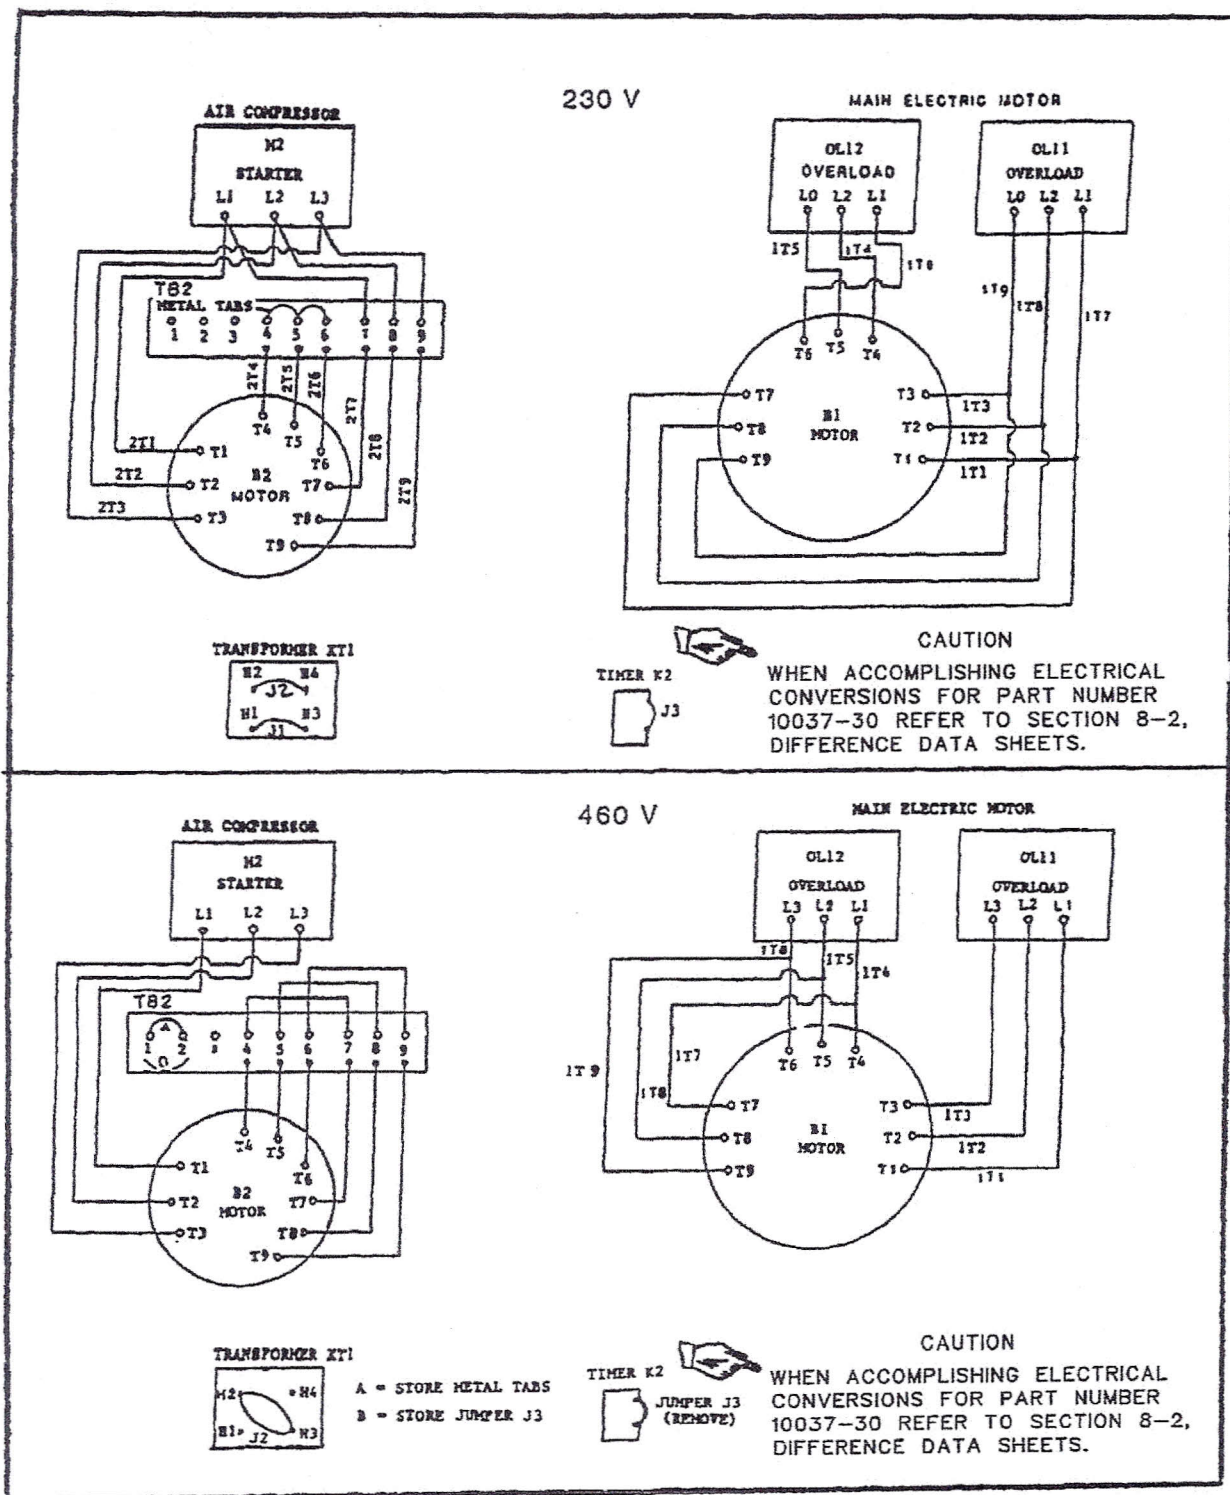 230 V
AIR COMPRESSOR
M2
STARTER
L1 L2 L3
TB2
METAL TABS
1 2 3 4 5 6 7 8 9
2T4 2T5 2T6 2T7 2T8 2T9
2T1
2T2
2T3
T4
T5
T6
T1
T2
T3
B2
MOTOR
T7
T8
T9
MAIN ELECTRIC MOTOR
OL12
OVERLOAD
L0 L2 L1
OL11
OVERLOAD
L0 L2 L1
1T5 1T4 1T6
1T9 1T8 1T7
T6 T5 T4
T7
T8
T9
B1
MOTOR
T3
T2
T1
1T3
1T2
1T1
TRANSFORMER XT1
H2 H4
J2
H1 H3
J1
TIMER K2
J3
CAUTION
WHEN ACCOMPLISHING ELECTRICAL
CONVERSIONS FOR PART NUMBER
10037-30 REFER TO SECTION 8-2,
DIFFERENCE DATA SHEETS.
460 V
AIR COMPRESSOR
M2
STARTER
L1 L2 L3
TB2
A
1 2 3 4 5 6 7 8 9
T4
T5
T6
T1
T2
T3
B2
MOTOR
T7
T8
T9
MAIN ELECTRIC MOTOR
OL12
OVERLOAD
L3 L2 L1
OL11
OVERLOAD
L3 L2 L1
1T6
1T5
1T4
1T7
1T8
1T9
T6 T5 T4
T7
T8
T9
B1
MOTOR
T3
T2
T1
1T3
1T2
1T1
TRANSFORMER XT1
H2 H4
H1 J2 H3
A = STORE METAL TABS
B = STORE JUMPER J3
TIMER K2
JUMPER J3
(REMOVE)
CAUTION
WHEN ACCOMPLISHING ELECTRICAL
CONVERSIONS FOR PART NUMBER
10037-30 REFER TO SECTION 8-2,
DIFFERENCE DATA SHEETS.